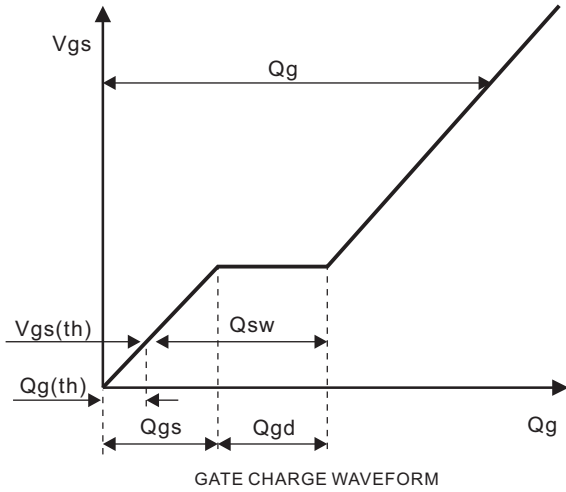 Vgs
Qg
Vgs(th)
Qsw
Qg(th)
Qgs
Qgd
Qg
GATE CHARGE WAVEFORM